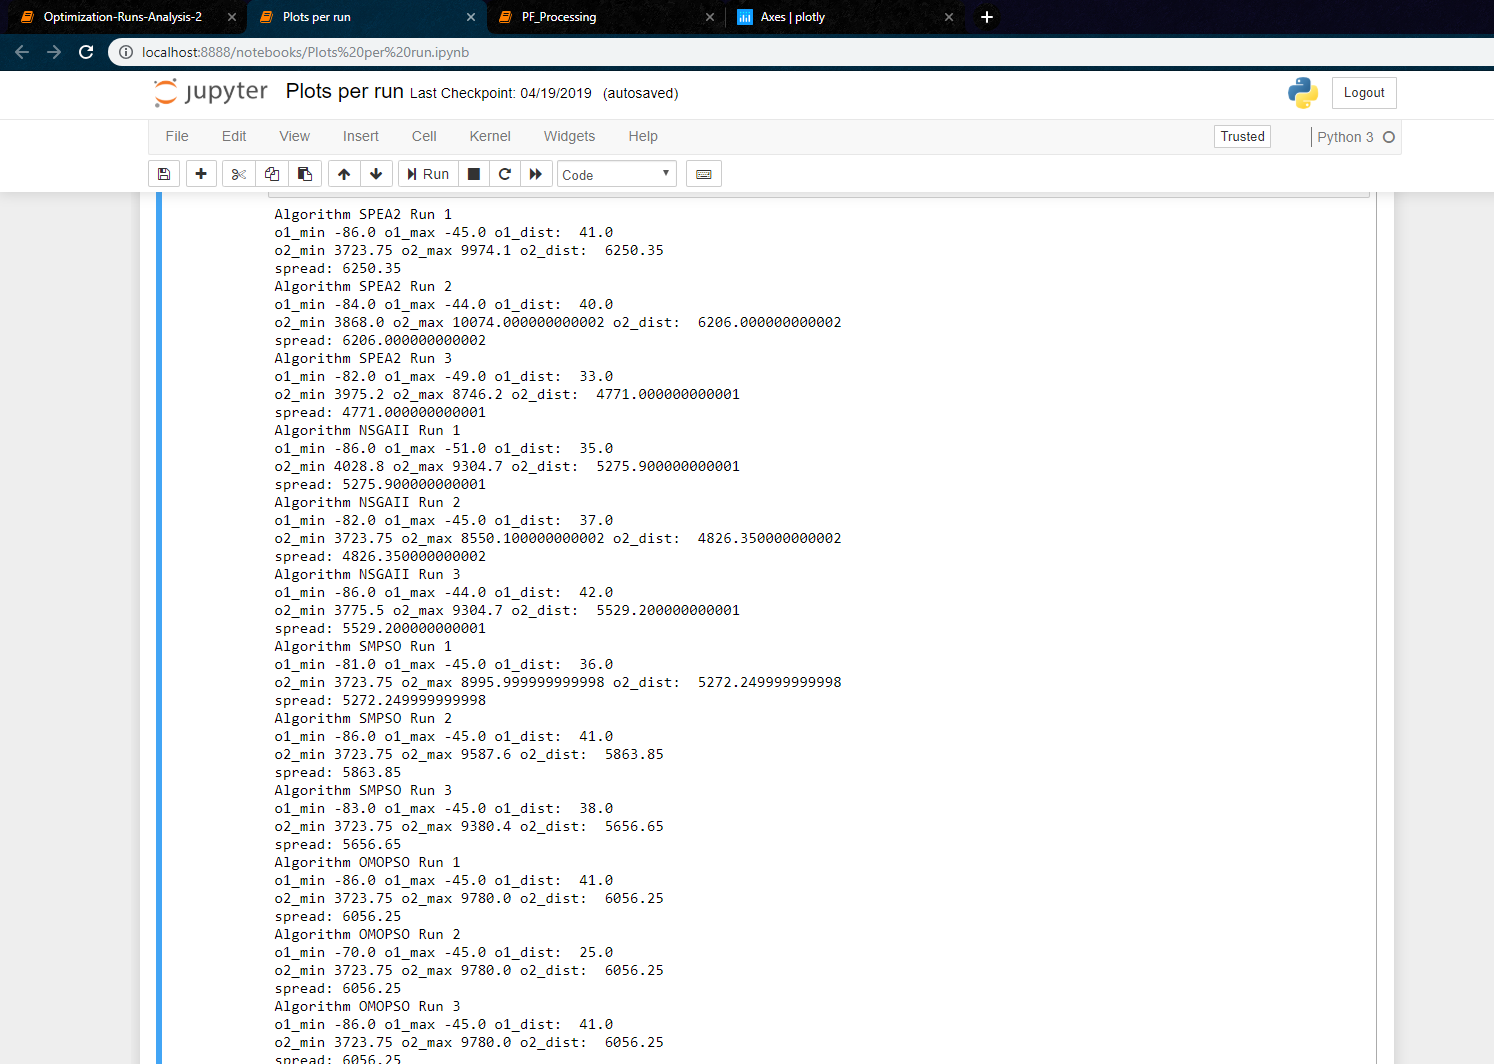 Optimization-Runs-Analysis-2
Plots per run
PF_Processing
Axes | plotly
localhost:8888/notebooks/Plots%20per%20run.ipynb
jupyter Plots per run Last Checkpoint: 04/19/2019 (autosaved)
Logout
File Edit View Insert Cell Kernel Widgets Help
Trusted
Python 3
Run
Code
Algorithm SPEA2 Run 1
o1_min -86.0 o1_max -45.0 o1_dist:  41.0
o2_min 3723.75 o2_max 9974.1 o2_dist:  6250.35
spread: 6250.35
Algorithm SPEA2 Run 2
o1_min -84.0 o1_max -44.0 o1_dist:  40.0
o2_min 3868.0 o2_max 10074.000000000002 o2_dist:  6206.000000000002
spread: 6206.000000000002
Algorithm SPEA2 Run 3
o1_min -82.0 o1_max -49.0 o1_dist:  33.0
o2_min 3975.2 o2_max 8746.2 o2_dist:  4771.000000000001
spread: 4771.000000000001
Algorithm NSGAII Run 1
o1_min -86.0 o1_max -51.0 o1_dist:  35.0
o2_min 4028.8 o2_max 9304.7 o2_dist:  5275.900000000001
spread: 5275.900000000001
Algorithm NSGAII Run 2
o1_min -82.0 o1_max -45.0 o1_dist:  37.0
o2_min 3723.75 o2_max 8550.100000000002 o2_dist:  4826.350000000002
spread: 4826.350000000002
Algorithm NSGAII Run 3
o1_min -86.0 o1_max -44.0 o1_dist:  42.0
o2_min 3775.5 o2_max 9304.7 o2_dist:  5529.200000000001
spread: 5529.200000000001
Algorithm SMPSO Run 1
o1_min -81.0 o1_max -45.0 o1_dist:  36.0
o2_min 3723.75 o2_max 8995.999999999998 o2_dist:  5272.249999999998
spread: 5272.249999999998
Algorithm SMPSO Run 2
o1_min -86.0 o1_max -45.0 o1_dist:  41.0
o2_min 3723.75 o2_max 9587.6 o2_dist:  5863.85
spread: 5863.85
Algorithm SMPSO Run 3
o1_min -83.0 o1_max -45.0 o1_dist:  38.0
o2_min 3723.75 o2_max 9380.4 o2_dist:  5656.65
spread: 5656.65
Algorithm OMOPSO Run 1
o1_min -86.0 o1_max -45.0 o1_dist:  41.0
o2_min 3723.75 o2_max 9780.0 o2_dist:  6056.25
spread: 6056.25
Algorithm OMOPSO Run 2
o1_min -70.0 o1_max -45.0 o1_dist:  25.0
o2_min 3723.75 o2_max 9780.0 o2_dist:  6056.25
spread: 6056.25
Algorithm OMOPSO Run 3
o1_min -86.0 o1_max -45.0 o1_dist:  41.0
o2_min 3723.75 o2_max 9780.0 o2_dist:  6056.25
spread: 6056.25